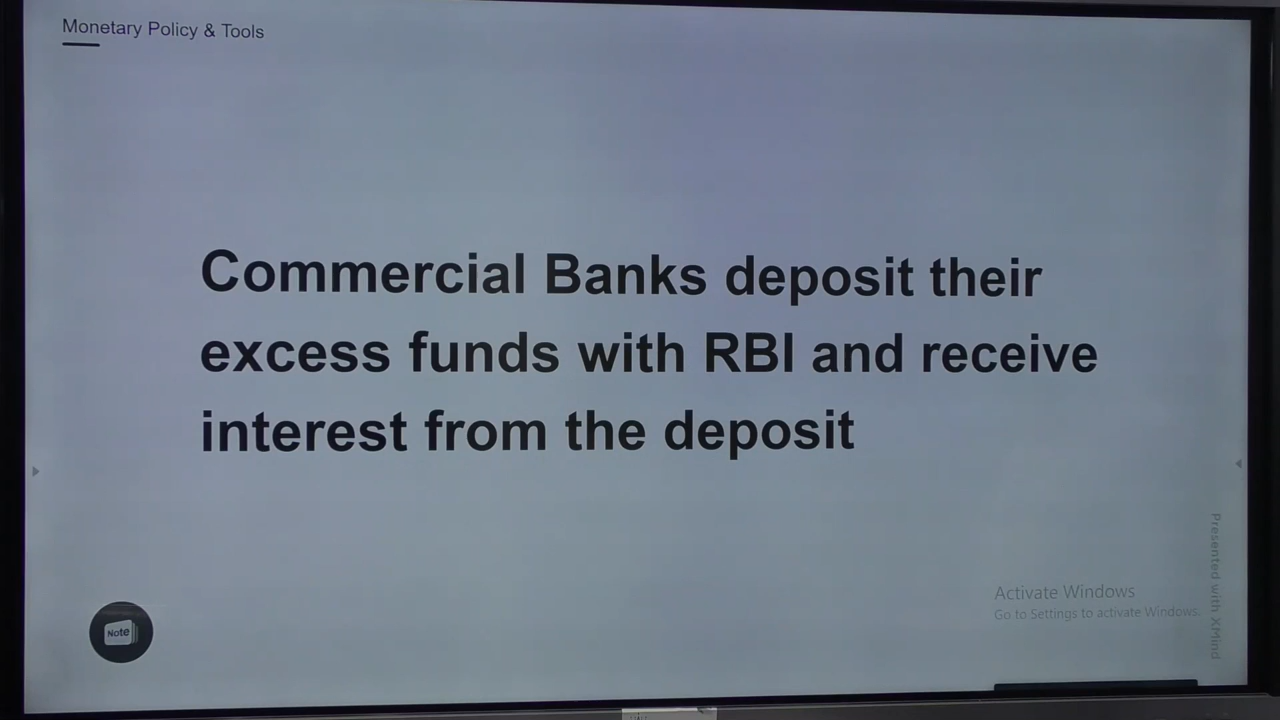 Monetary Policy & Tools
Commercial Banks deposit their
excess funds with RBI and receive
interest from the deposit
Note
Activate Windows
Go to Settings to activate Windows.
Presented with XMind